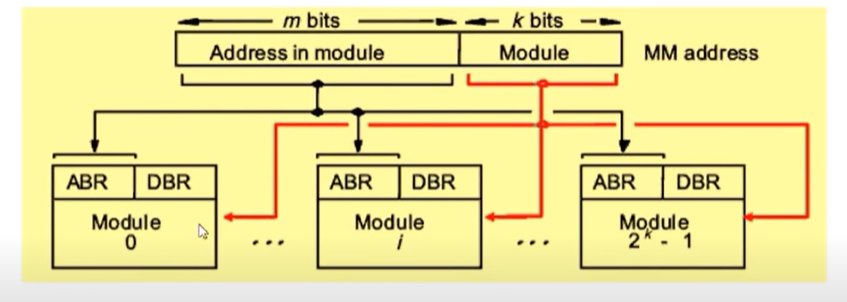 m bits k bits
Address in module Module MM address
ABR DBR ABR DBR ABR DBR
Module Module Module
0 ... i ... 2^k - 1